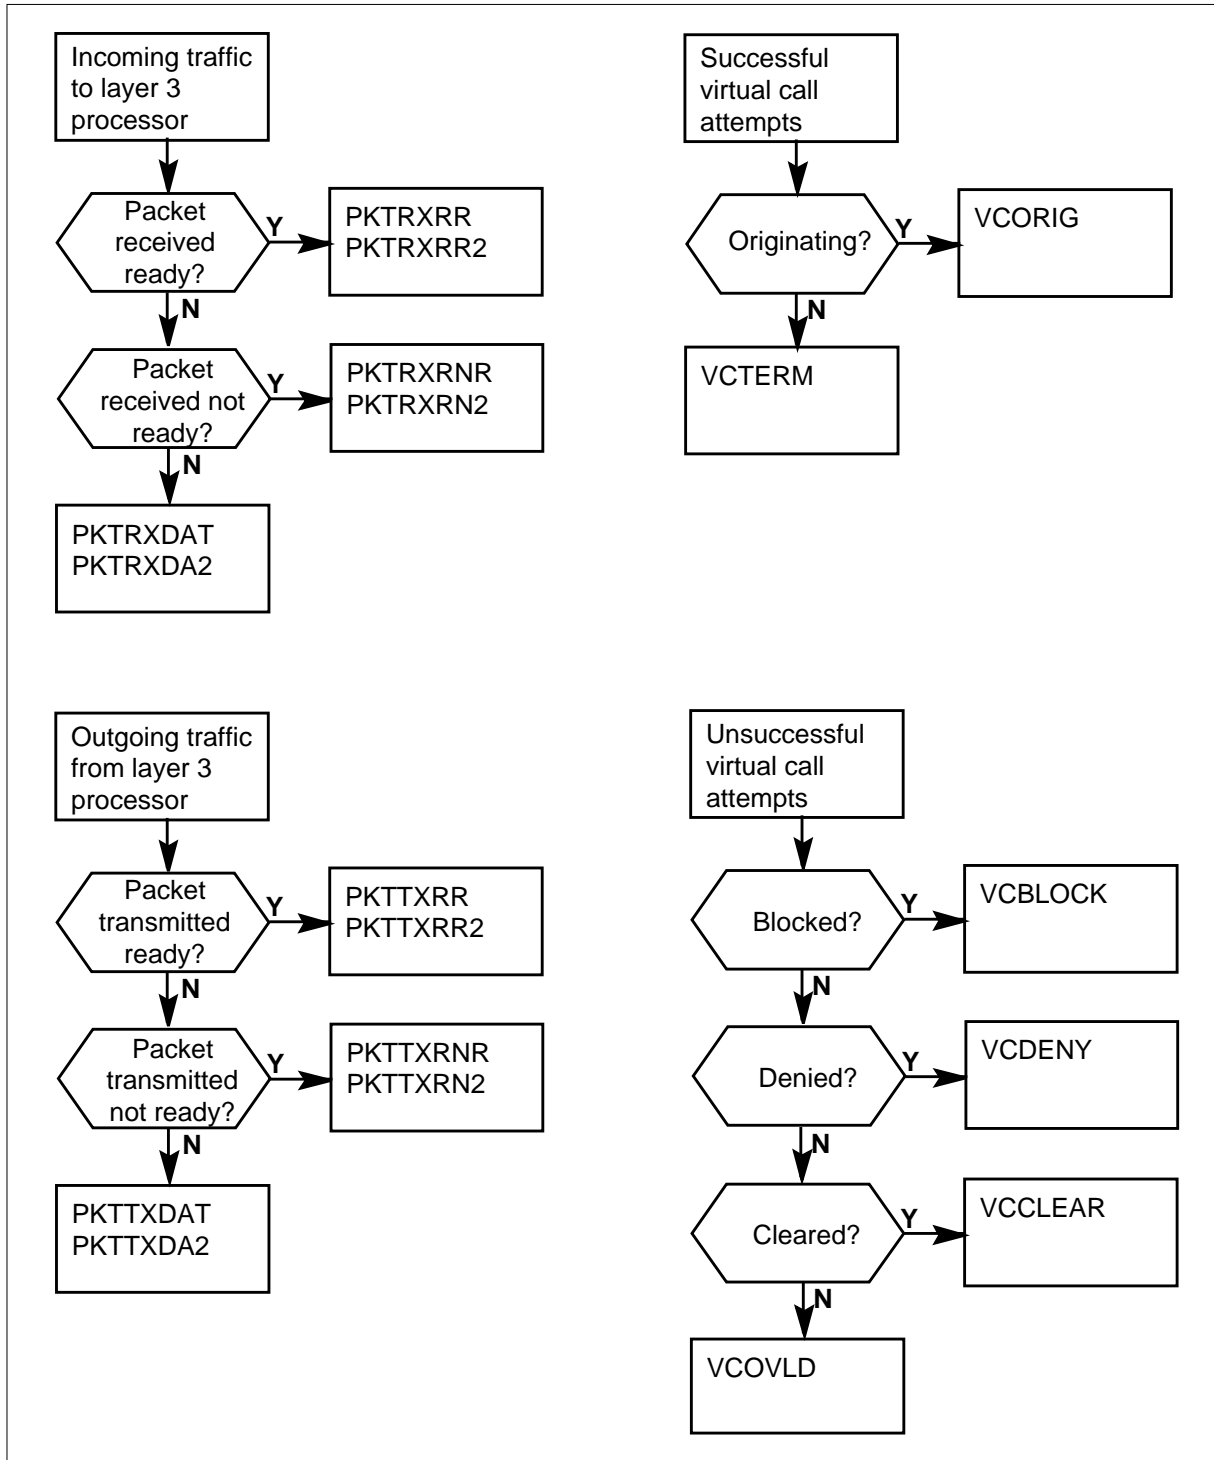 Incoming traffic
to layer 3
processor
Packet
received
ready?
Y
PKTRXRR
PKTRXRR2
N
Packet
received not
ready?
Y
PKTRXRNR
PKTRXRN2
N
PKTRXDAT
PKTRXDA2
Successful
virtual call
attempts
Originating?
Y
VCORIG
N
VCTERM
Outgoing traffic
from layer 3
processor
Packet
transmitted
ready?
Y
PKTTXRR
PKTTXRR2
N
Packet
transmitted
not ready?
Y
PKTTXRNR
PKTTXRN2
N
PKTTXDAT
PKTTXDA2
Unsuccessful
virtual call
attempts
Blocked?
Y
VCBLOCK
N
Denied?
Y
VCDENY
N
Cleared?
Y
VCCLEAR
N
VCOVLD